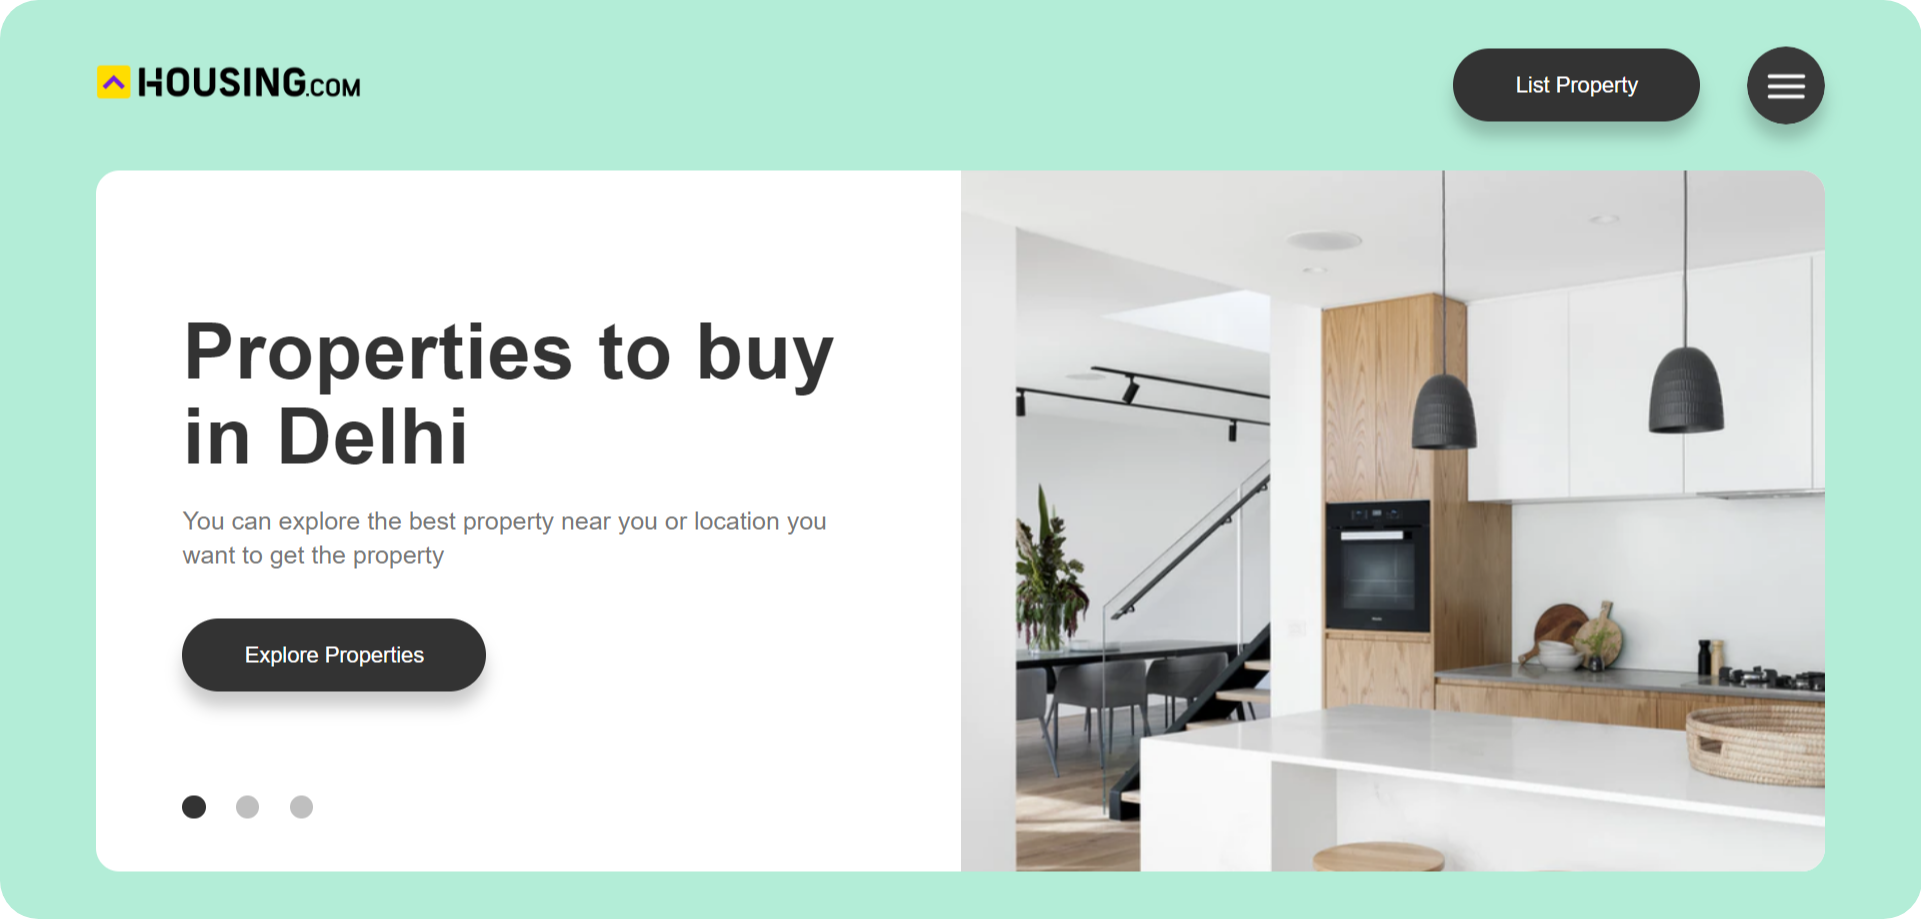 HOUSING.COM
List Property
Properties to buy
in Delhi
You can explore the best property near you or location you
want to get the property
Explore Properties